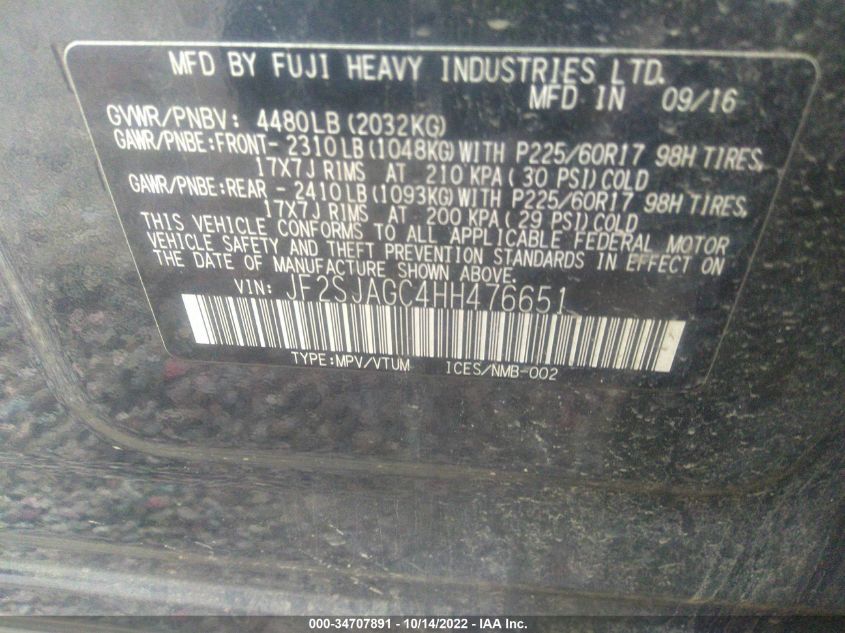 MFD BY FUJI HEAVY INDUSTRIES LTD.
MFD IN 09/16
GVWR/PNBV: 4480LB (2032KG)
GAWR/PNBE:FRONT- 2310LB (1048KG) WITH P225/60R17 98H TIRES,
17X7J RIMS AT 210 KPA ( 30 PSI) COLD
GAWR/PNBE:REAR - 2410LB (1093KG) WITH P225/60R17 98H TIRES,
17X7J RIMS AT 200 KPA ( 29 PSI) COLD
THIS VEHICLE CONFORMS TO ALL APPLICABLE FEDERAL MOTOR
VEHICLE SAFETY AND THEFT PREVENTION STANDARDS IN EFFECT ON
THE DATE OF MANUFACTURE SHOWN ABOVE.
VIN: JF2SJAGC4HH476651
TYPE:MPV/VTUM ICES/NMB-002
000-34707891 - 10/14/2022 - IAA Inc.